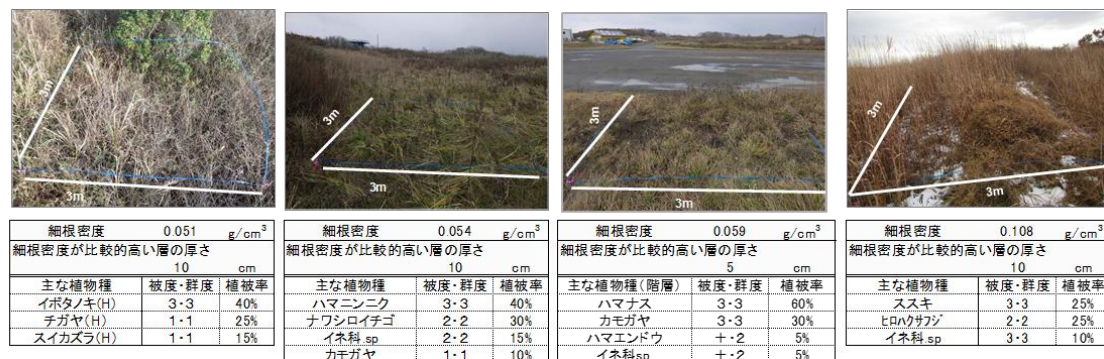 3m
3m
3m
3m
3m
3m
3m
3m
細根密度 0.051 g/cm³
細根密度が比較的高い層の厚さ
10 cm
主な植物種 被度・群度 植被率
イボタノキ(H) 3・3 40%
チガヤ(H) 1・1 25%
スイカズラ(H) 1・1 15%
細根密度 0.054 g/cm³
細根密度が比較的高い層の厚さ
10 cm
主な植物種 被度・群度 植被率
ハマニンニク 3・3 40%
ナワシロイチゴ 2・2 30%
イネ科.sp 2・2 15%
カモガヤ 1・1 10%
細根密度 0.059 g/cm³
細根密度が比較的高い層の厚さ
5 cm
主な植物種(階層) 被度・群度 植被率
ハマナス 3・3 60%
カモガヤ 3・3 30%
ハマエンドウ +・2 5%
イネ科sp +・2 5%
細根密度 0.108 g/cm³
細根密度が比較的高い層の厚さ
10 cm
主な植物種 被度・群度 植被率
ススキ 3・3 25%
ﾋﾛﾊｸサフジ 2・2 25%
イネ科.sp 3・3 10%